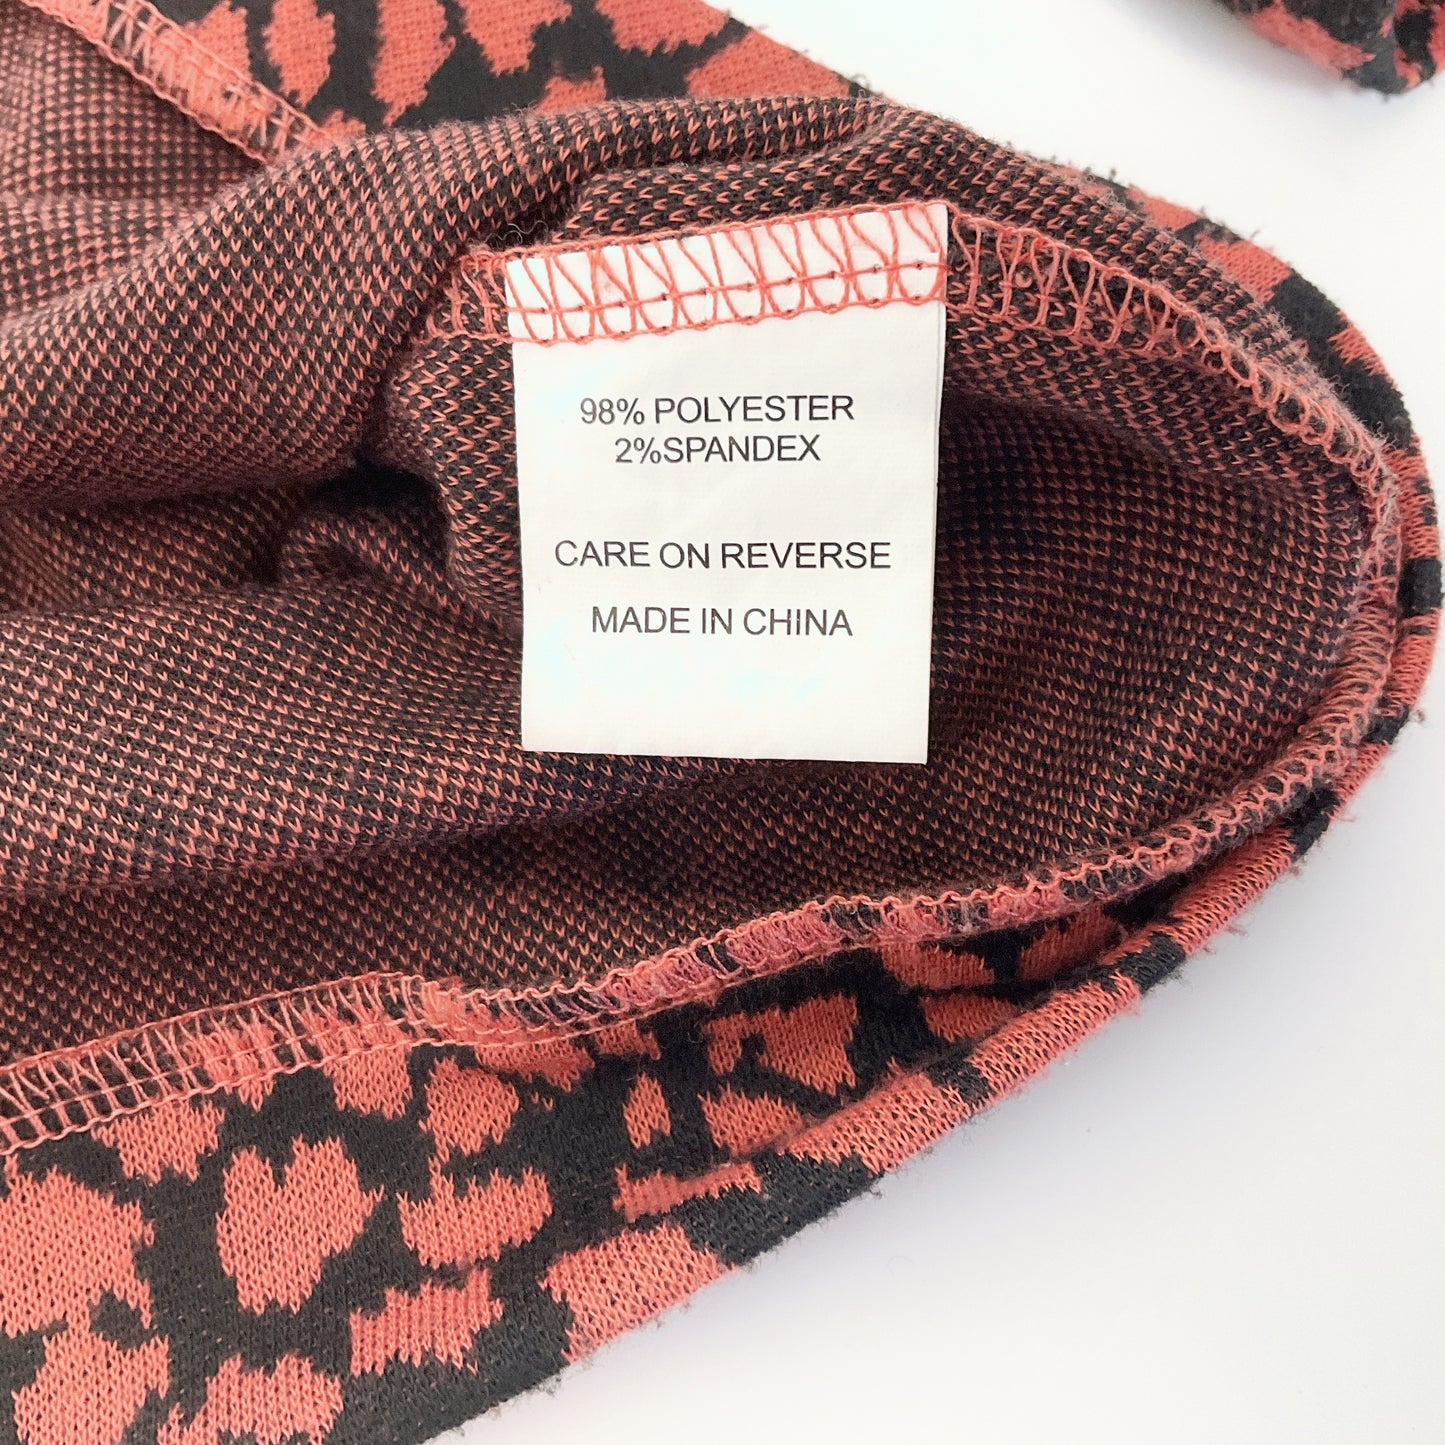 98% POLYESTER
2%SPANDEX
CARE ON REVERSE
MADE IN CHINA